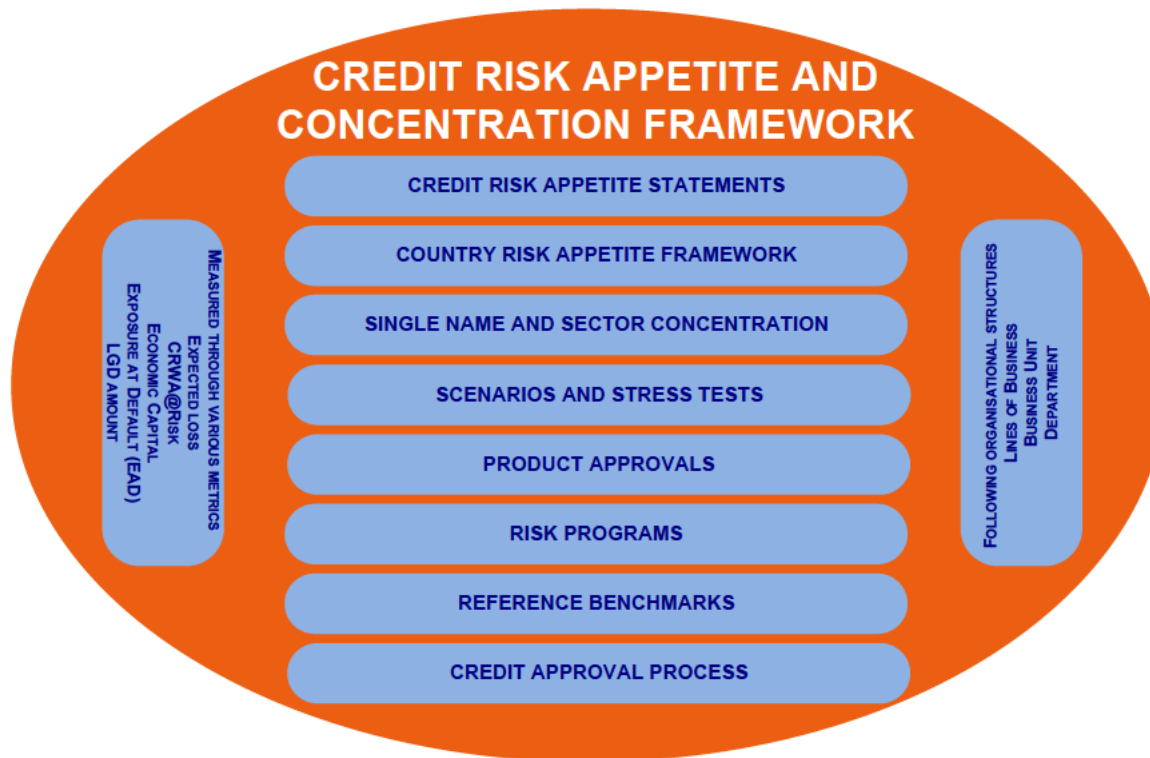 CREDIT RISK APPETITE AND
CONCENTRATION FRAMEWORK
CREDIT RISK APPETITE STATEMENTS
COUNTRY RISK APPETITE FRAMEWORK
SINGLE NAME AND SECTOR CONCENTRATION
SCENARIOS AND STRESS TESTS
PRODUCT APPROVALS
RISK PROGRAMS
REFERENCE BENCHMARKS
CREDIT APPROVAL PROCESS
MEASURED THROUGH VARIOUS METRICS
EXPECTED LOSS
CRWA@RISK
ECONOMIC CAPITAL
EXPOSURE AT DEFAULT (EAD)
LGD AMOUNT
FOLLOWING ORGANISATIONAL STRUCTURES
LINES OF BUSINESS
BUSINESS UNIT
DEPARTMENT